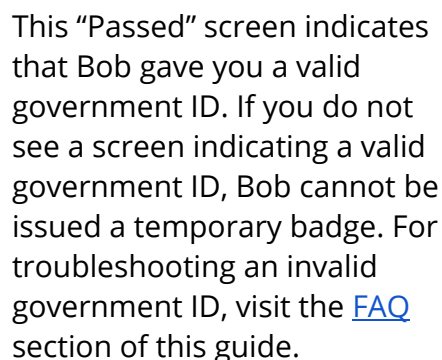 This “Passed” screen indicates
that Bob gave you a valid
government ID. If you do not
see a screen indicating a valid
government ID, Bob cannot be
issued a temporary badge. For
troubleshooting an invalid
government ID, visit the FAQ
section of this guide.